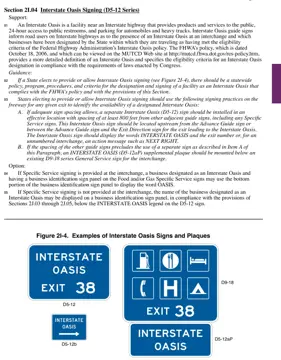 Section 2I.04 Interstate Oasis Signing (D5-12 Series)
Support:
An Interstate Oasis is a facility near an Interstate highway that provides products and services to the public,
24-hour access to public restrooms, and parking for automobiles and heavy trucks. Interstate Oasis guide signs
inform road users on Interstate highways as to the presence of an Interstate Oasis at an interchange and which
businesses have been designated by the State within which they are operating as having met the eligibility
criteria of the Federal Highway Administration's Interstate Oasis policy. The FHWA's policy, which is dated
October 18, 2006, and which can be viewed on the MUTCD Web site at
provides a more detailed definition of an Interstate Oasis and specifies the eligibility criteria for an Interstate Oasis
designation in compliance with the requirements of laws enacted by Congress.
Guidance:
If a State elects to provide or allow Interstate Oasis signing (see Figure 2I-4), there should be a statewide
policy, program, procedures, and criteria for the designation and signing of a facility as an Interstate Oasis that
complies with the FHWA's policy and with the provisions of this Section.
States electing to provide or allow Interstate Oasis signing should use the following signing practices on the
freeway for any given exit to identify the availability of a designated Interstate Oasis:
A. If adequate sign spacing allows, a separate Interstate Oasis (D5-12) sign should be installed in an
effective location with spacing of at least 800 feet from other adjacent guide signs, including any Specific
Service signs. This Interstate Oasis sign should be located upstream from the Advance Guide sign or
between the Advance Guide sign and the Exit Direction sign for the exit leading to the Interstate Oasis.
The Interstate Oasis sign should display the words INTERSTATE OASIS and the exit number or, for an
unnumbered interchange, an action message such as NEXT RIGHT.
B. If the spacing of the other guide signs precludes the use of a separate sign as described in Item A of
this Paragraph, an INTERSTATE OASIS (D5-12aP) supplemental plaque should be mounted below an
existing D9-18 series General Service sign for the interchange.
Option:
If Specific Service Signing is provided at the interchange, a business designated as an Interstate Oasis and
having a business identification sign panel on the Food and/or Gas Specific Service signs may use the bottom
portion of the business identification sign panel to display the word OASIS.
If Specific Service signing is not provided at the interchange, the name of the business designated as an
Interstate Oasis may be displayed on a business identification sign panel, in compliance with the provisions of
Sections 2J.03 through 2J.05, below the INTERSTATE OASIS legend on the D5-12 sign.
Figure 2I-4. Examples of Interstate Oasis Signs and Plaques
INTERSTATE
OASIS
EXIT 38
D5-12
INTERSTATE
OASIS
D5-12b
H
EXIT 38
D9-18
INTERSTATE
OASIS
D5-12aP